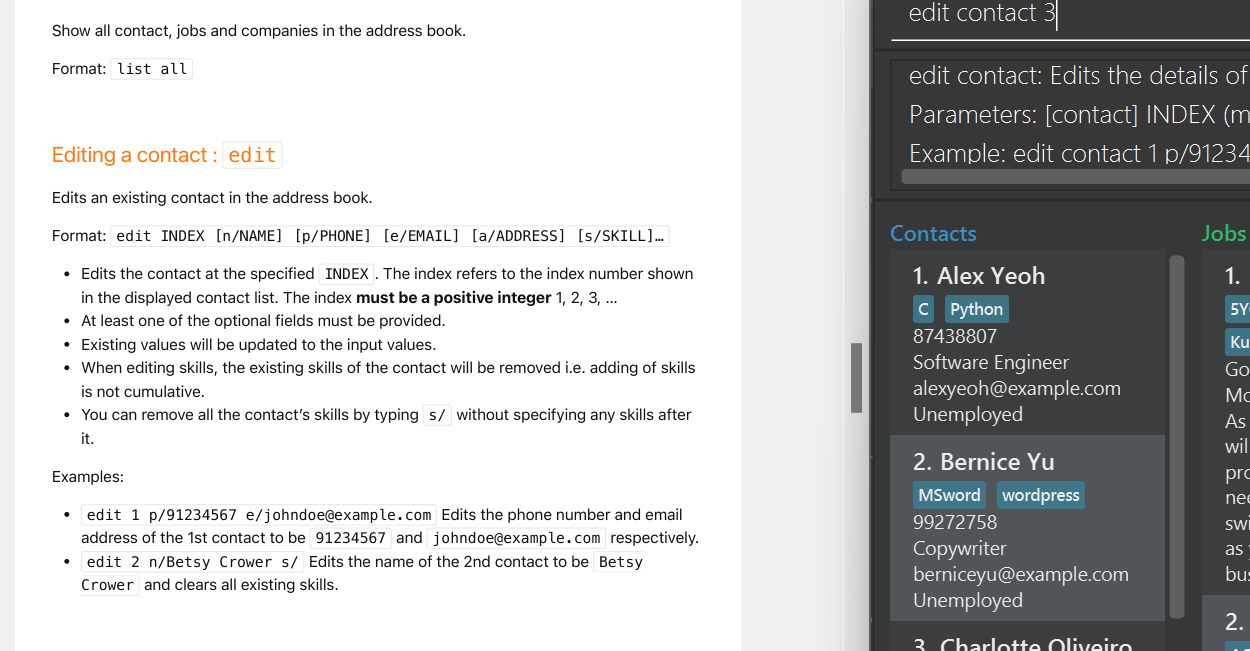 Show all contact, jobs and companies in the address book.
Format: list all
Editing a contact : edit
Edits an existing contact in the address book.
Format: edit INDEX [n/NAME] [p/PHONE] [e/EMAIL] [a/ADDRESS] [s/SKILL]…
• Edits the contact at the specified INDEX . The index refers to the index number shown
in the displayed contact list. The index must be a positive integer 1, 2, 3, …
• At least one of the optional fields must be provided.
• Existing values will be updated to the input values.
• When editing skills, the existing skills of the contact will be removed i.e. adding of skills
is not cumulative.
• You can remove all the contact’s skills by typing s/ without specifying any skills after
it.
Examples:
• edit 1 p/91234567 e/johndoe@example.com Edits the phone number and email
address of the 1st contact to be 91234567 and johndoe@example.com respectively.
• edit 2 n/Betsy Crower s/ Edits the name of the 2nd contact to be Betsy
Crower and clears all existing skills.
edit contact 3
edit contact: Edits the details of
Parameters: [contact] INDEX (m
Example: edit contact 1 p/91234
Contacts
1. Alex Yeoh
C Python
87438807
Software Engineer
alexyeoh@example.com
Unemployed
2. Bernice Yu
MSword wordpress
99272758
Copywriter
berniceyu@example.com
Unemployed
3. Charlotte Oliveiro
Jobs
1.
5Y
Ku
Go
Mo
As
wil
pro
nee
swi
as y
bus
2.